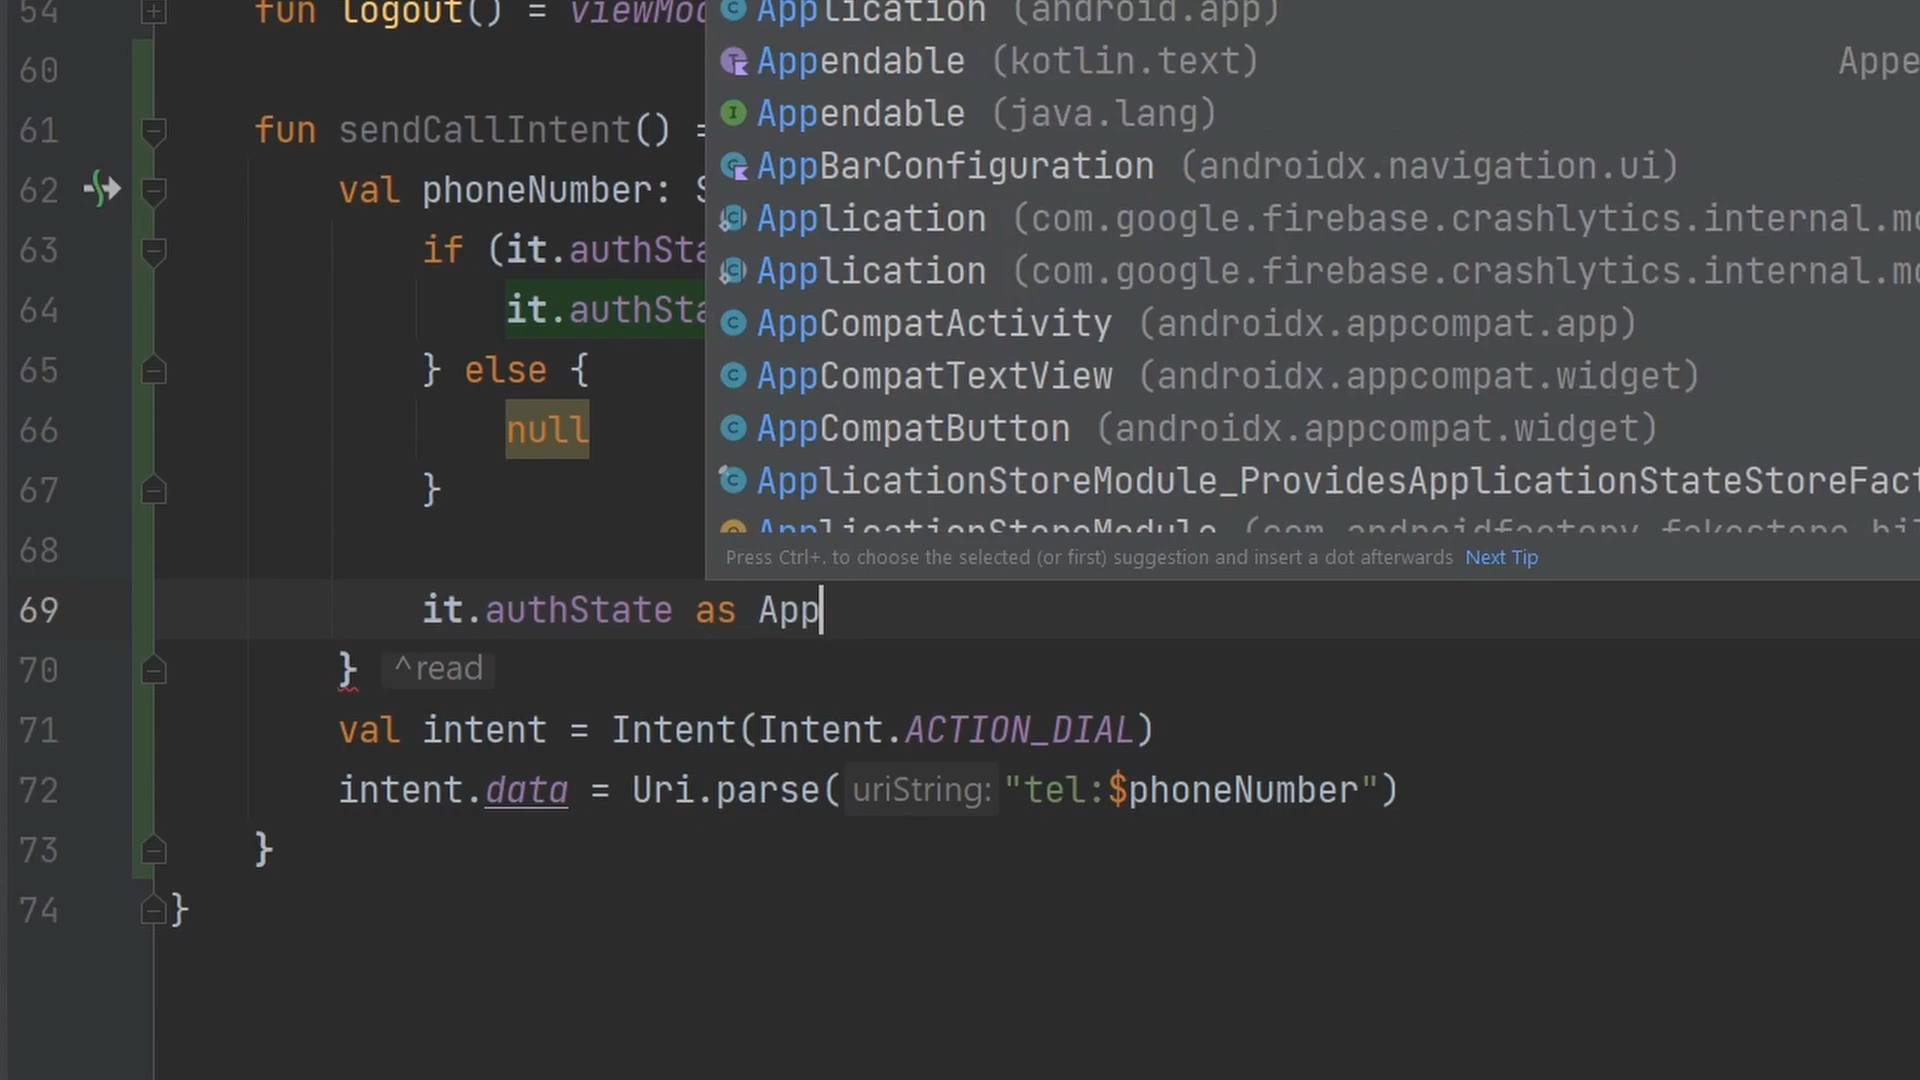 54 fun logout() = viewMod
60
61 fun sendCallIntent() =
62 val phoneNumber: S
63 if (it.authSta
64 it.authSta
65 } else {
66 null
67 }
68
69 it.authState as App
70 } ^read
71 val intent = Intent(Intent.ACTION_DIAL)
72 intent.data = Uri.parse( uriString: "tel:$phoneNumber")
73 }
74 }
Application (android.app)
Appendable (kotlin.text) Appe
Appendable (java.lang)
AppBarConfiguration (androidx.navigation.ui)
Application (com.google.firebase.crashlytics.internal.mo
Application (com.google.firebase.crashlytics.internal.mo
AppCompatActivity (androidx.appcompat.app)
AppCompatTextView (androidx.appcompat.widget)
AppCompatButton (androidx.appcompat.widget)
ApplicationStoreModule_ProvidesApplicationStateStoreFact
ApplicationStoreModule (com.androidfactory.fakestore.hil
Press Ctrl+. to choose the selected (or first) suggestion and insert a dot afterwards Next Tip